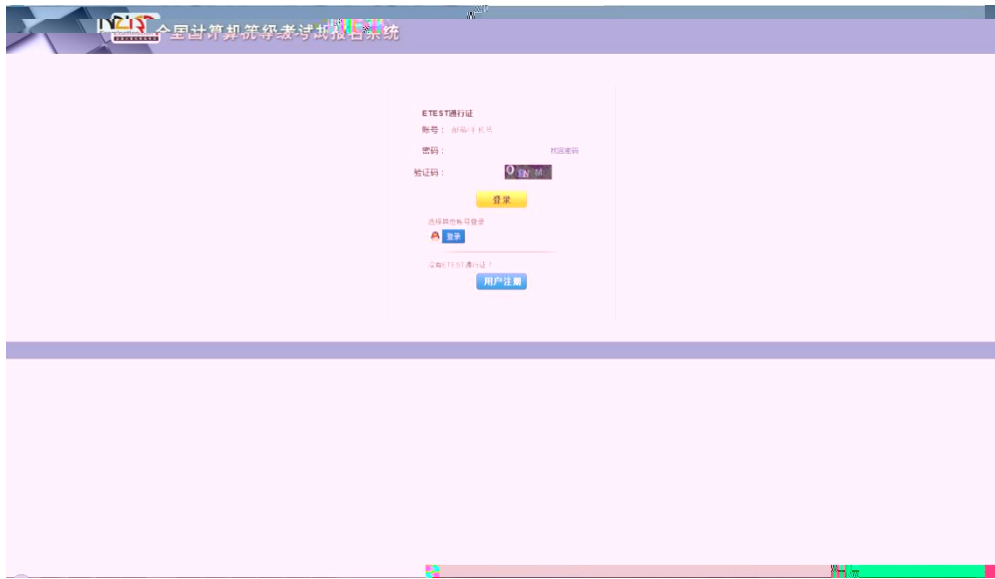 全国计算机等级考试报名系统
ETEST通行证
账号：邮箱/手机号
密码：
找回密码
验证码：
登录
选择其他账号登录
登录
没有ETEST通行证！
用户注册